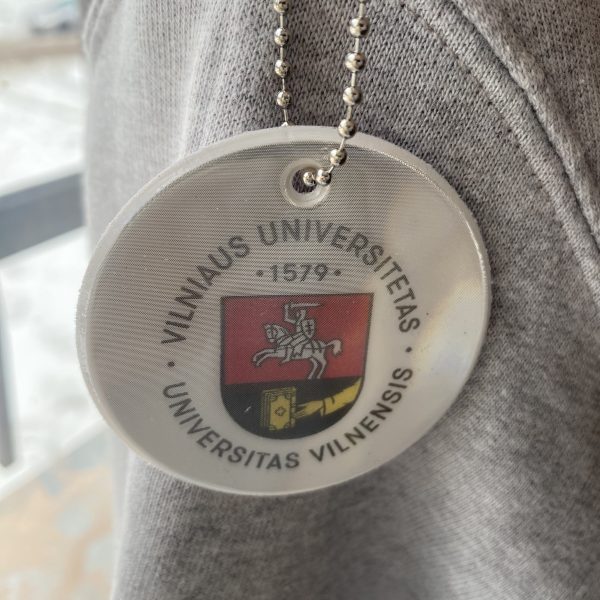 · VILNIAUS UNIVERSITETAS ·
· 1579 ·
UNIVERSITAS VILNENSIS